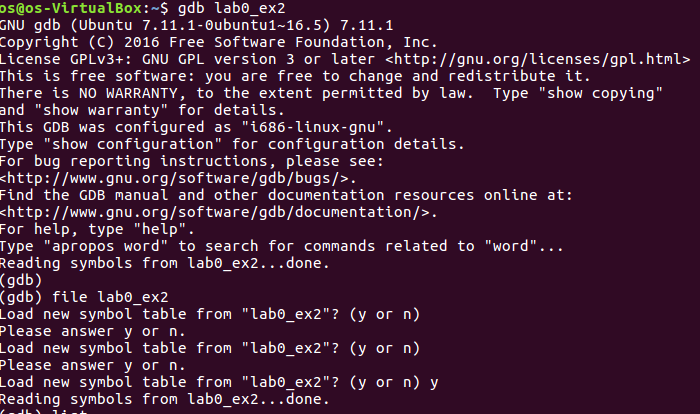 os@os-VirtualBox:~$ gdb lab0_ex2
GNU gdb (Ubuntu 7.11.1-0ubuntu1~16.5) 7.11.1
Copyright (C) 2016 Free Software Foundation, Inc.
License GPLv3+: GNU GPL version 3 or later <http://gnu.org/licenses/gpl.html>
This is free software: you are free to change and redistribute it.
There is NO WARRANTY, to the extent permitted by law.  Type "show copying"
and "show warranty" for details.
This GDB was configured as "i686-linux-gnu".
Type "show configuration" for configuration details.
For bug reporting instructions, please see:
<http://www.gnu.org/software/gdb/bugs/>.
Find the GDB manual and other documentation resources online at:
<http://www.gnu.org/software/gdb/documentation/>.
For help, type "help".
Type "apropos word" to search for commands related to "word"...
Reading symbols from lab0_ex2...done.
(gdb)
(gdb) file lab0_ex2
Load new symbol table from "lab0_ex2"? (y or n)
Please answer y or n.
Load new symbol table from "lab0_ex2"? (y or n)
Please answer y or n.
Load new symbol table from "lab0_ex2"? (y or n) y
Reading symbols from lab0_ex2...done.
(gdb) list